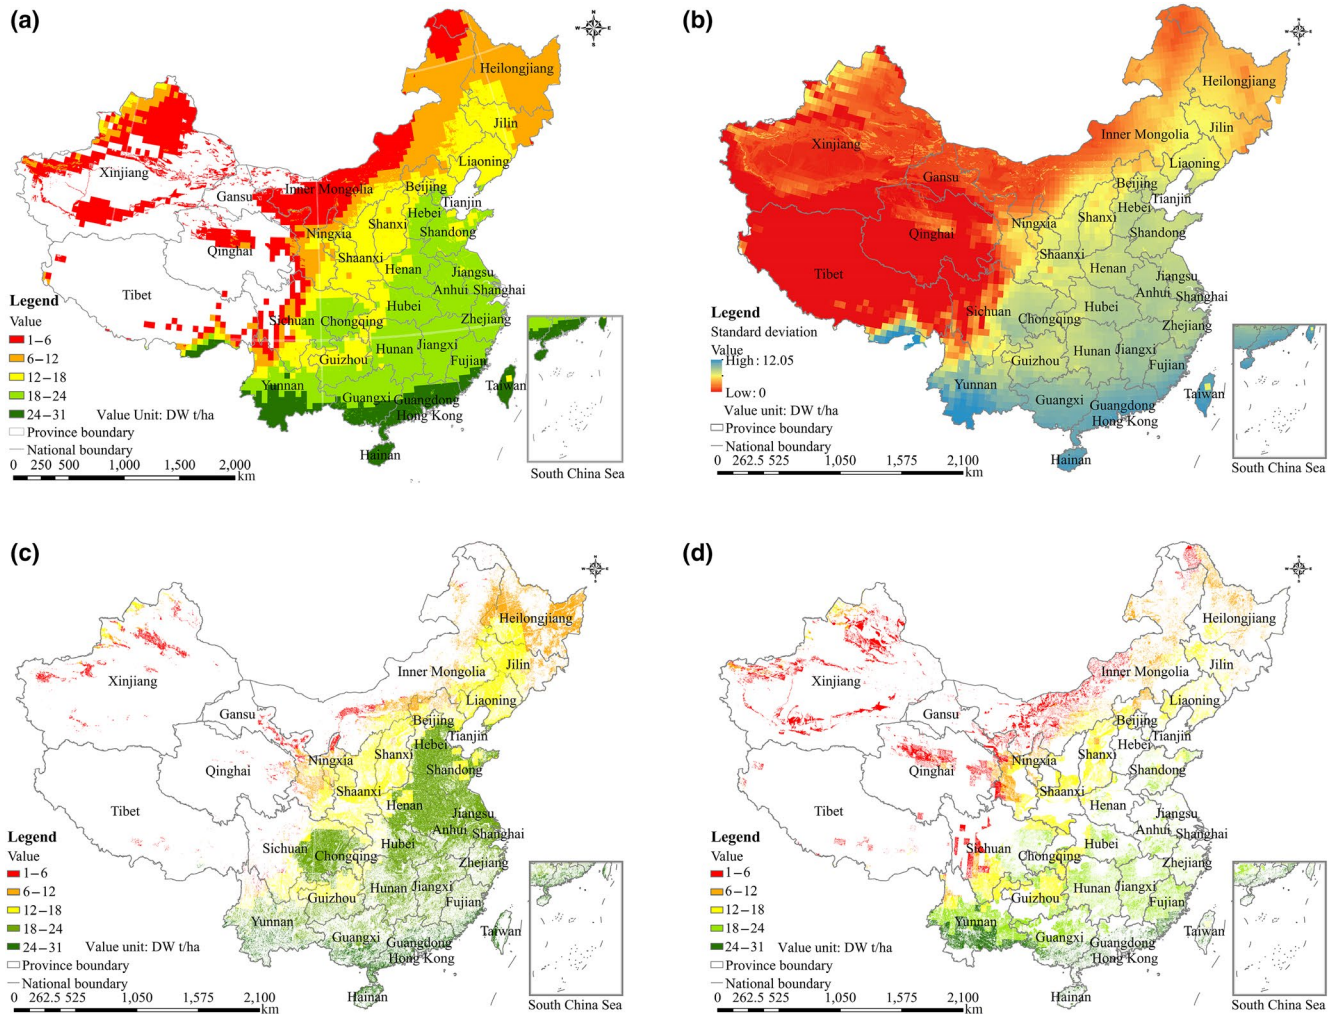 (a)
N
W
E
S
Heilongjiang
Jilin
Liaoning
Xinjiang
Gansu
Inner Mongolia
Beijing
Tianjin
Hebei
Shanxi
Shandong
Ningxia
Qinghai
Shaanxi
Henan
Jiangsu
Tibet
Anhui
Shanghai
Hubei
Sichuan
Chongqing
Zhejiang
Hunan
Jiangxi
Guizhou
Fujian
Yunnan
Taiwan
Guangxi
Guangdong
Hong Kong
Hainan
South China Sea
Legend
Value
1–6
6–12
12–18
18–24
24–31
Value Unit: DW t/ha
Province boundary
National boundary
0 250 500 1,000 1,500 2,000
km
(b)
N
W
E
S
Heilongjiang
Inner Mongolia
Jilin
Xinjiang
Liaoning
Gansu
Beijing
Tianjin
Hebei
Shanxi
Ningxia
Qinghai
Shandong
Shaanxi
Henan
Tibet
Jiangsu
Anhui
Shanghai
Hubei
Sichuan
Chongqing
Zhejiang
Hunan
Jiangxi
Guizhou
Fujian
Yunnan
Taiwan
Guangxi
Guangdong
Hong Kong
Hainan
South China Sea
Legend
Standard deviation
Value
High: 12.05
Low: 0
Value unit: DW t/ha
Province boundary
National boundary
0 262.5 525 1,050 1,575 2,100
km
(c)
N
W
E
S
Heilongjiang
Inner Mongolia
Jilin
Xinjiang
Liaoning
Gansu
Beijing
Tianjin
Hebei
Shanxi
Ningxia
Qinghai
Shandong
Shaanxi
Henan
Tibet
Jiangsu
Anhui
Shanghai
Hubei
Sichuan
Chongqing
Zhejiang
Hunan
Jiangxi
Guizhou
Fujian
Yunnan
Taiwan
Guangxi
Guangdong
Hong Kong
Hainan
South China Sea
Legend
Value
1–6
6–12
12–18
18–24
24–31
Value unit: DW t/ha
Province boundary
National boundary
0 262.5 525 1,050 1,575 2,100
km
(d)
N
W
E
S
Heilongjiang
Inner Mongolia
Jilin
Xinjiang
Liaoning
Gansu
Beijing
Tianjin
Hebei
Shanxi
Ningxia
Qinghai
Shandong
Shaanxi
Henan
Tibet
Jiangsu
Anhui
Shanghai
Hubei
Sichuan
Chongqing
Zhejiang
Hunan
Jiangxi
Guizhou
Fujian
Yunnan
Taiwan
Guangxi
Guangdong
Hong Kong
Hainan
South China Sea
Legend
Value
1–6
6–12
12–18
18–24
24–31
Value unit: DW t/ha
Province boundary
National boundary
0 262.5 525 1,050 1,575 2,100
km